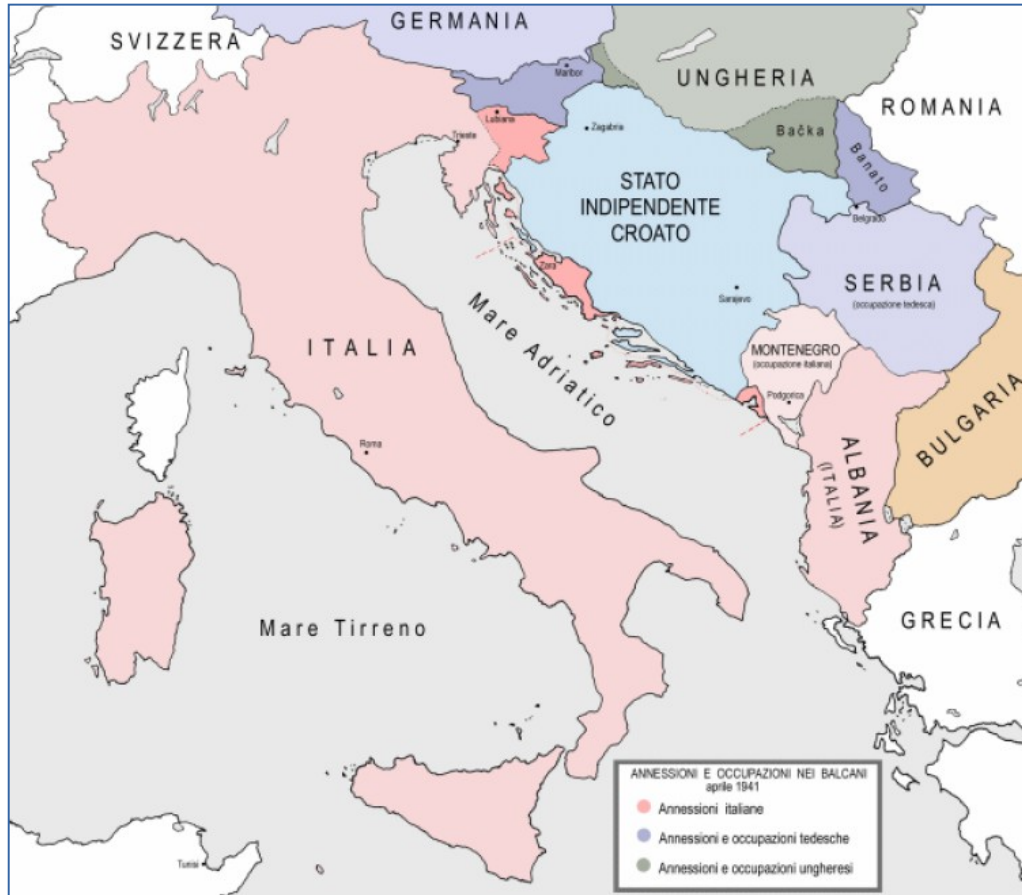 GERMANIA
SVIZZERA
Maribor
UNGHERIA
ROMANIA
Lubiana
Zagabria
Trieste
Bačka
Banato
STATO
INDIPENDENTE
CROATO
Belgrado
Zara
SERBIA
(occupazione tedesca)
Sarajevo
Mare Adriatico
ITALIA
MONTENEGRO
(occupazione italiana)
Podgorica
BULGARIA
ALBANIA
(ITALIA)
Roma
GRECIA
Mare Tirreno
ANNESSIONI E OCCUPAZIONI NEI BALCANI
aprile 1941
Annessioni italiane
Annessioni e occupazioni tedesche
Annessioni e occupazioni ungheresi
Tunisi